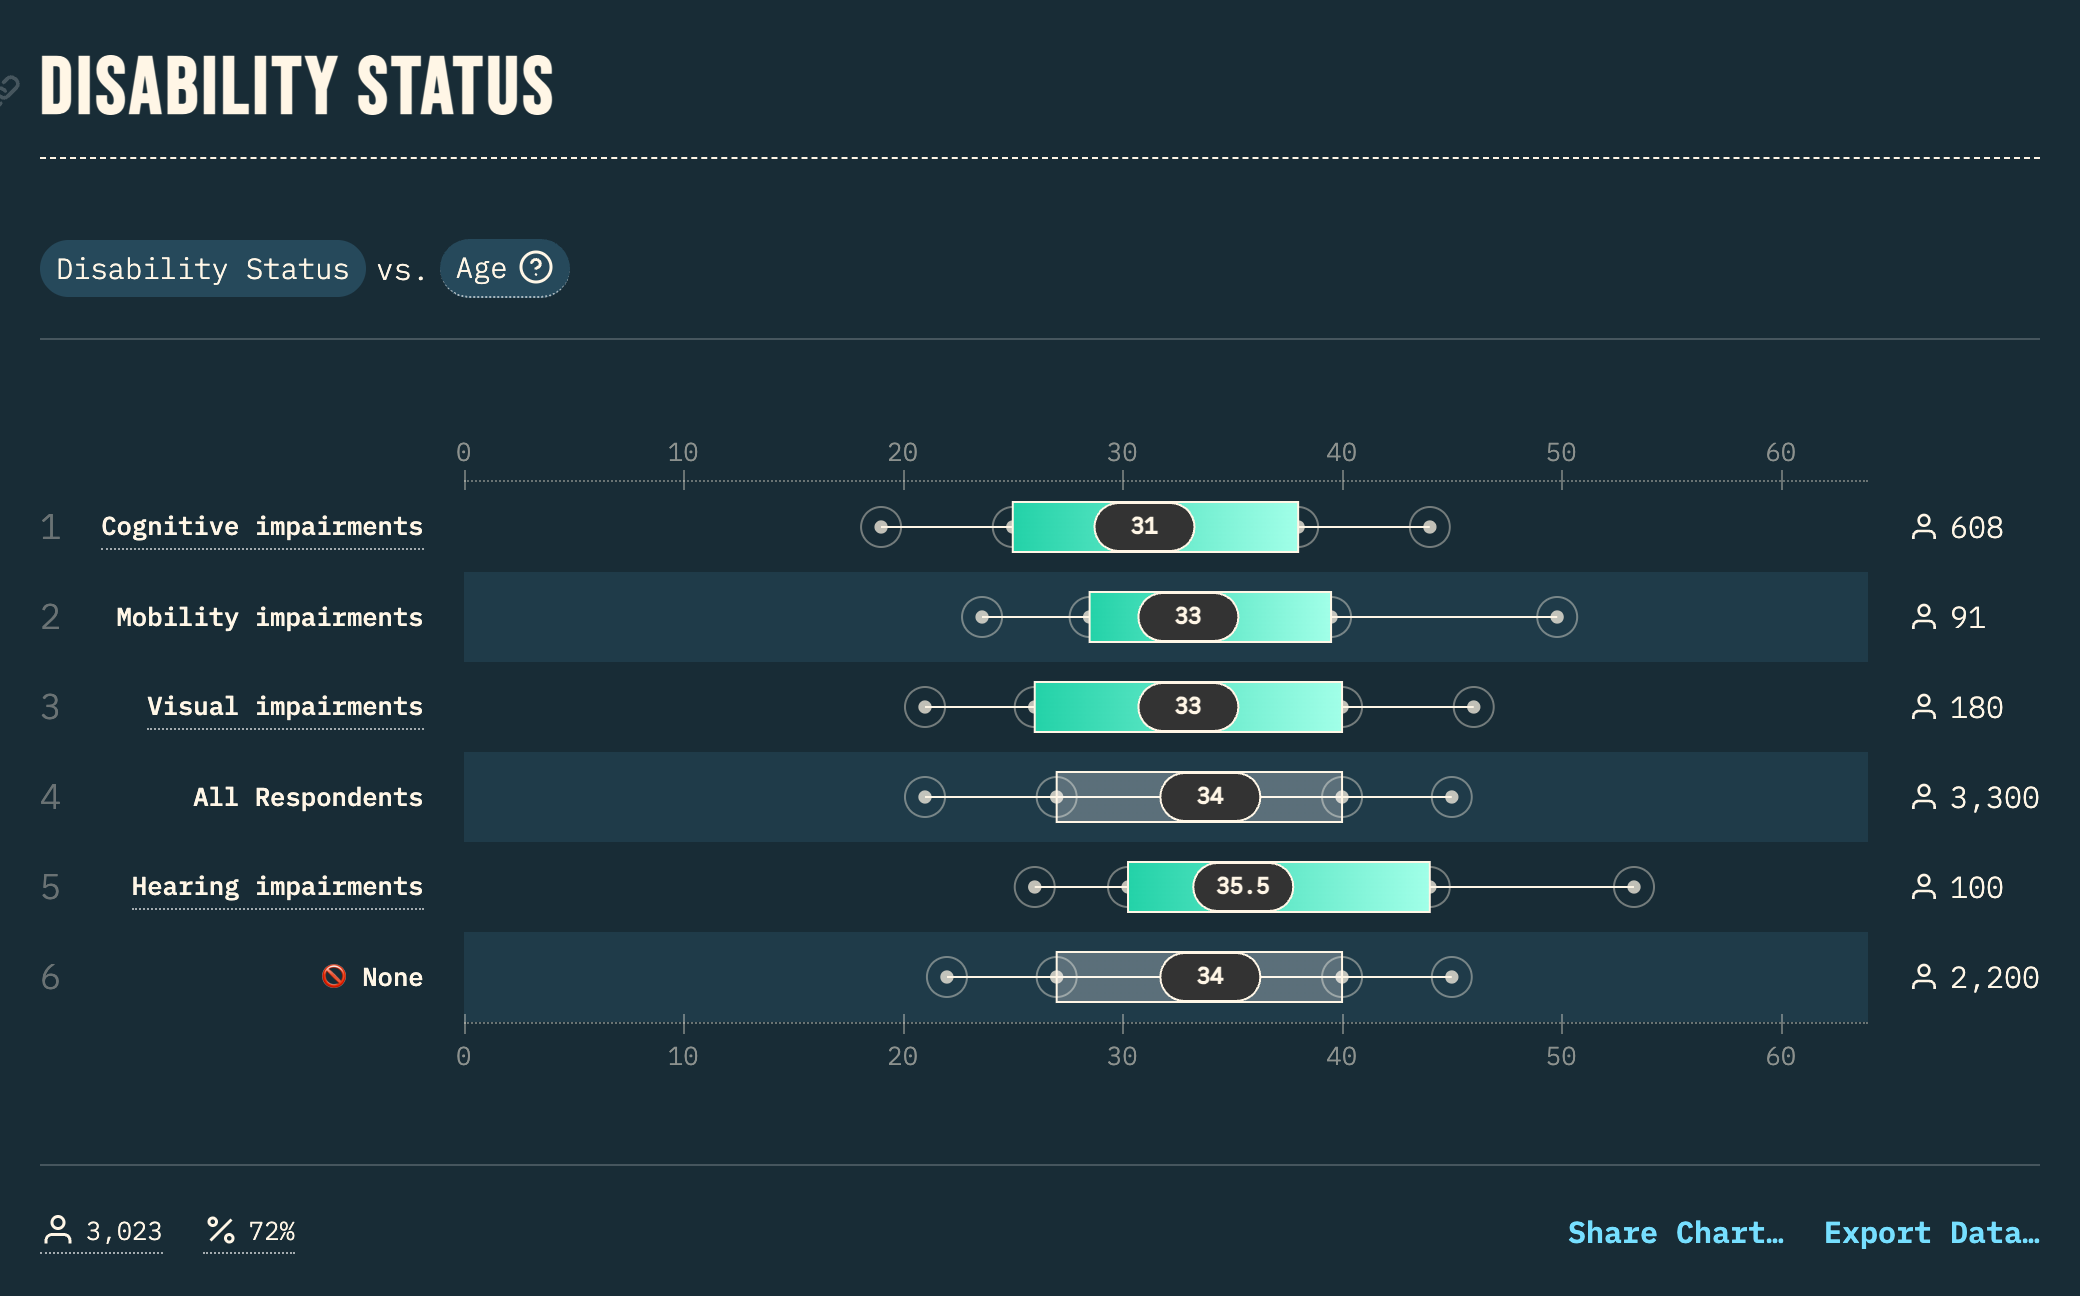 DISABILITY STATUS
Disability Status vs. Age ?
0 10 20 30 40 50 60
1 Cognitive impairments 31 608
2 Mobility impairments 33 91
3 Visual impairments 33 180
4 All Respondents 34 3,300
5 Hearing impairments 35.5 100
6 🚫 None 34 2,200
0 10 20 30 40 50 60
3,023 % 72% Share Chart… Export Data…